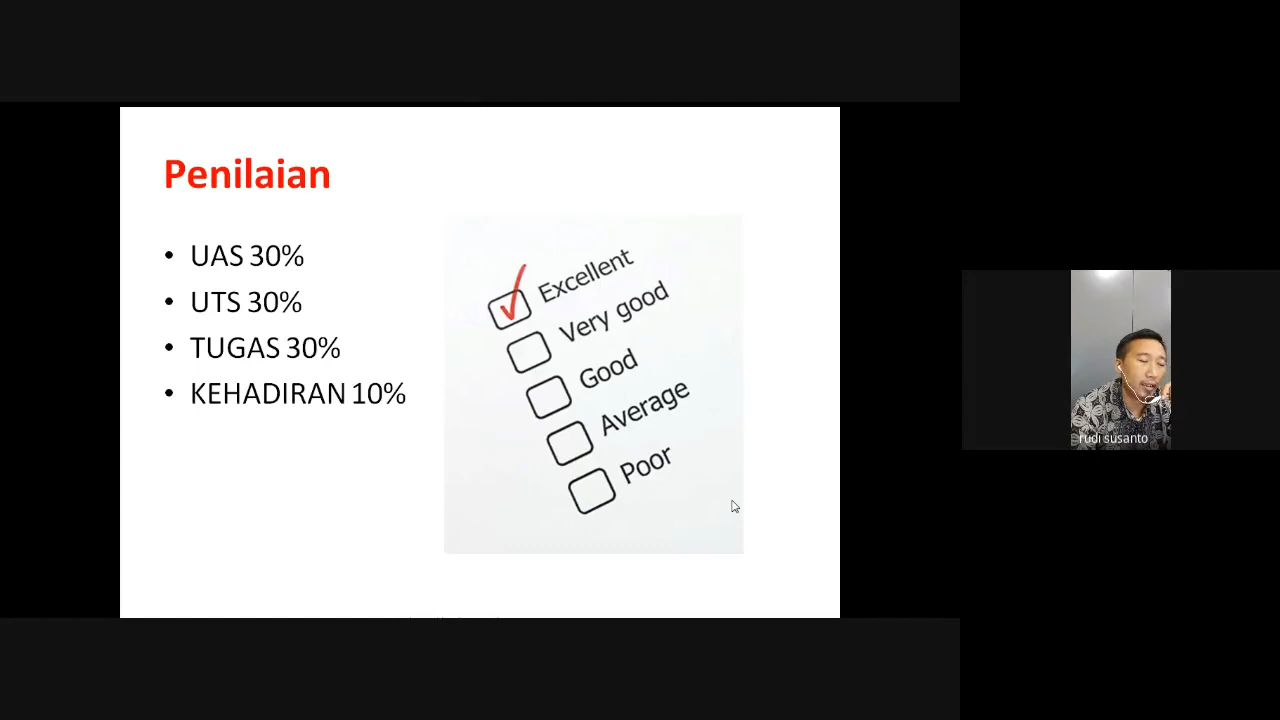 Penilaian
• UAS 30%
• UTS 30%
• TUGAS 30%
• KEHADIRAN 10%
Excellent
Very good
Good
Average
Poor
rudi susanto